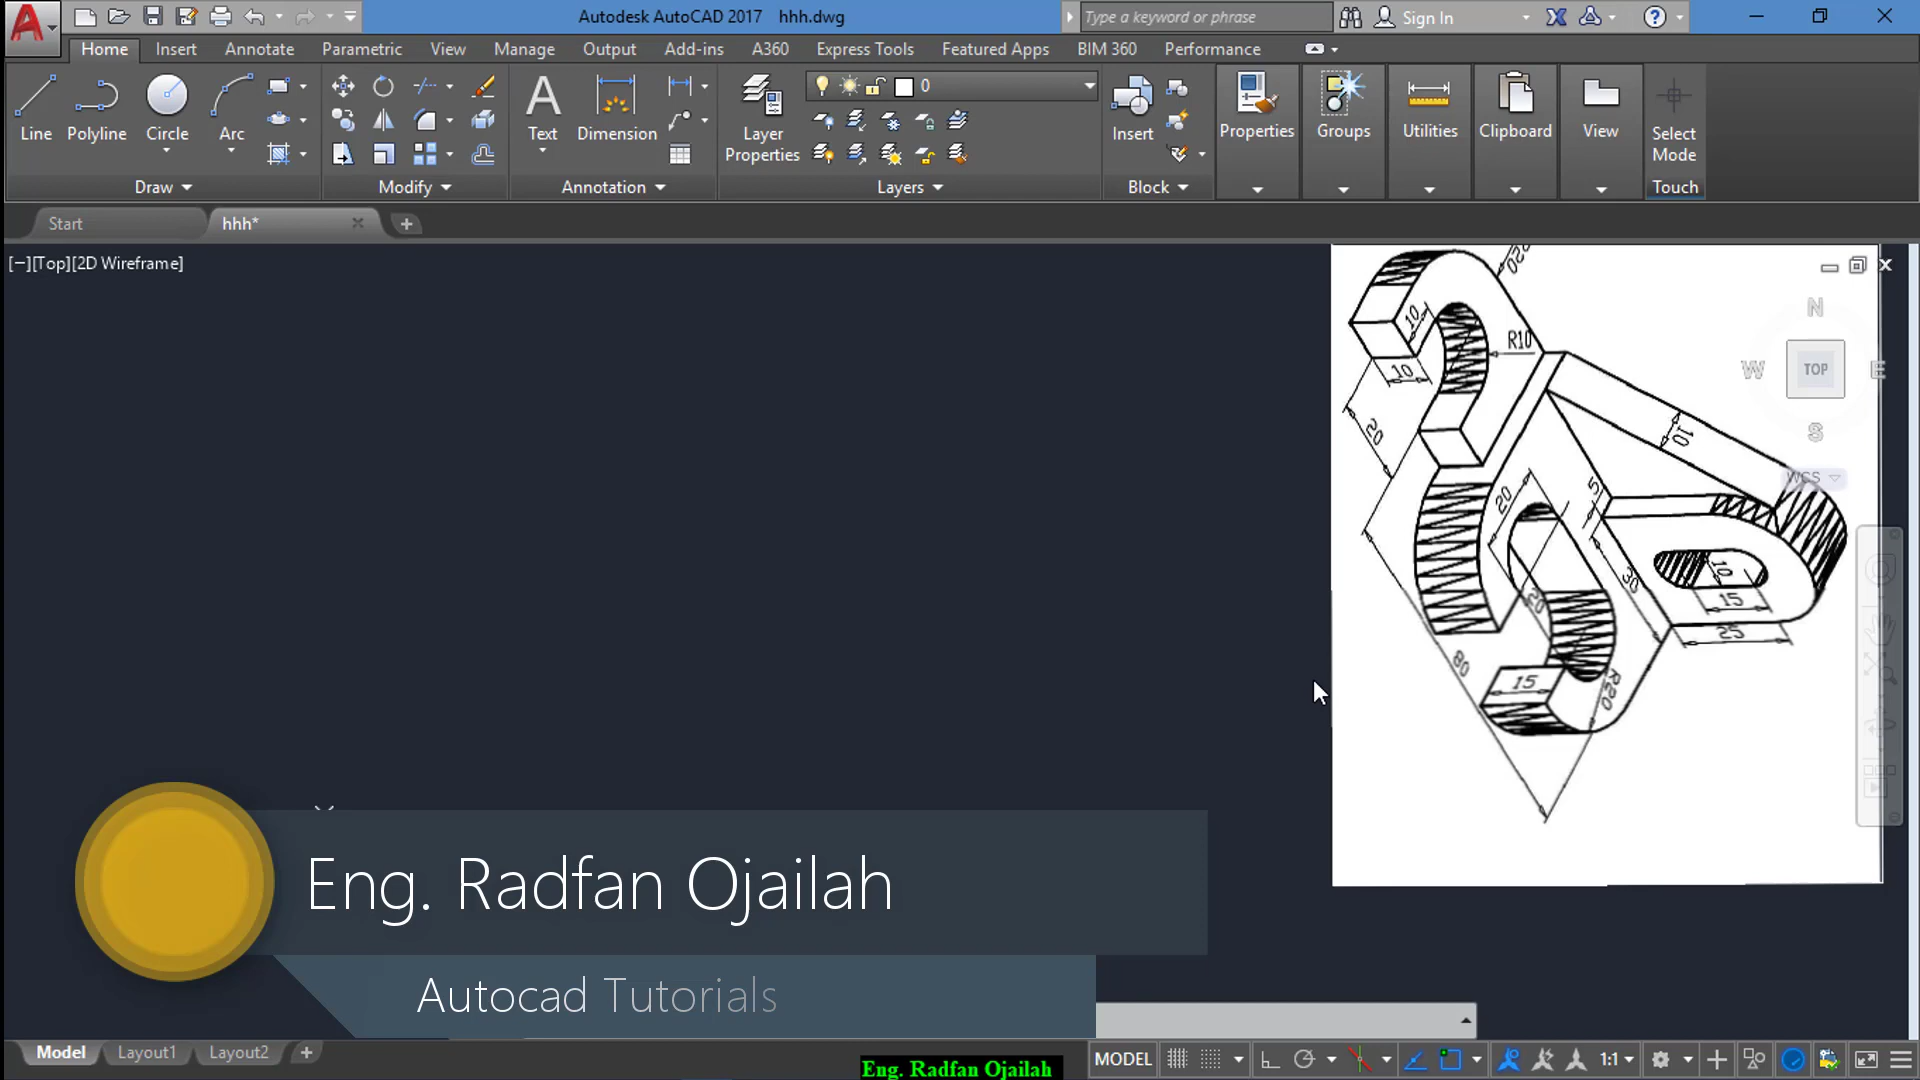 Autodesk AutoCAD 2017 hhh.dwg
Type a keyword or phrase
Sign In
Home Insert Annotate Parametric View Manage Output Add-ins A360 Express Tools Featured Apps BIM 360 Performance
Line Polyline Circle Arc
Text Dimension
Layer Properties
0
Insert
Properties Groups Utilities Clipboard View
Select Mode
Draw Modify Annotation Layers Block Touch
Start hhh*
[−][Top][2D Wireframe]
R20
N
W TOP E
S
WCS
10
R10
10
20
10
20
5
30
10
15
25
20
80
15
R20
Eng. Radfan Ojailah
Autocad Tutorials
Model Layout1 Layout2
Eng. Radfan Ojailah
MODEL
1:1